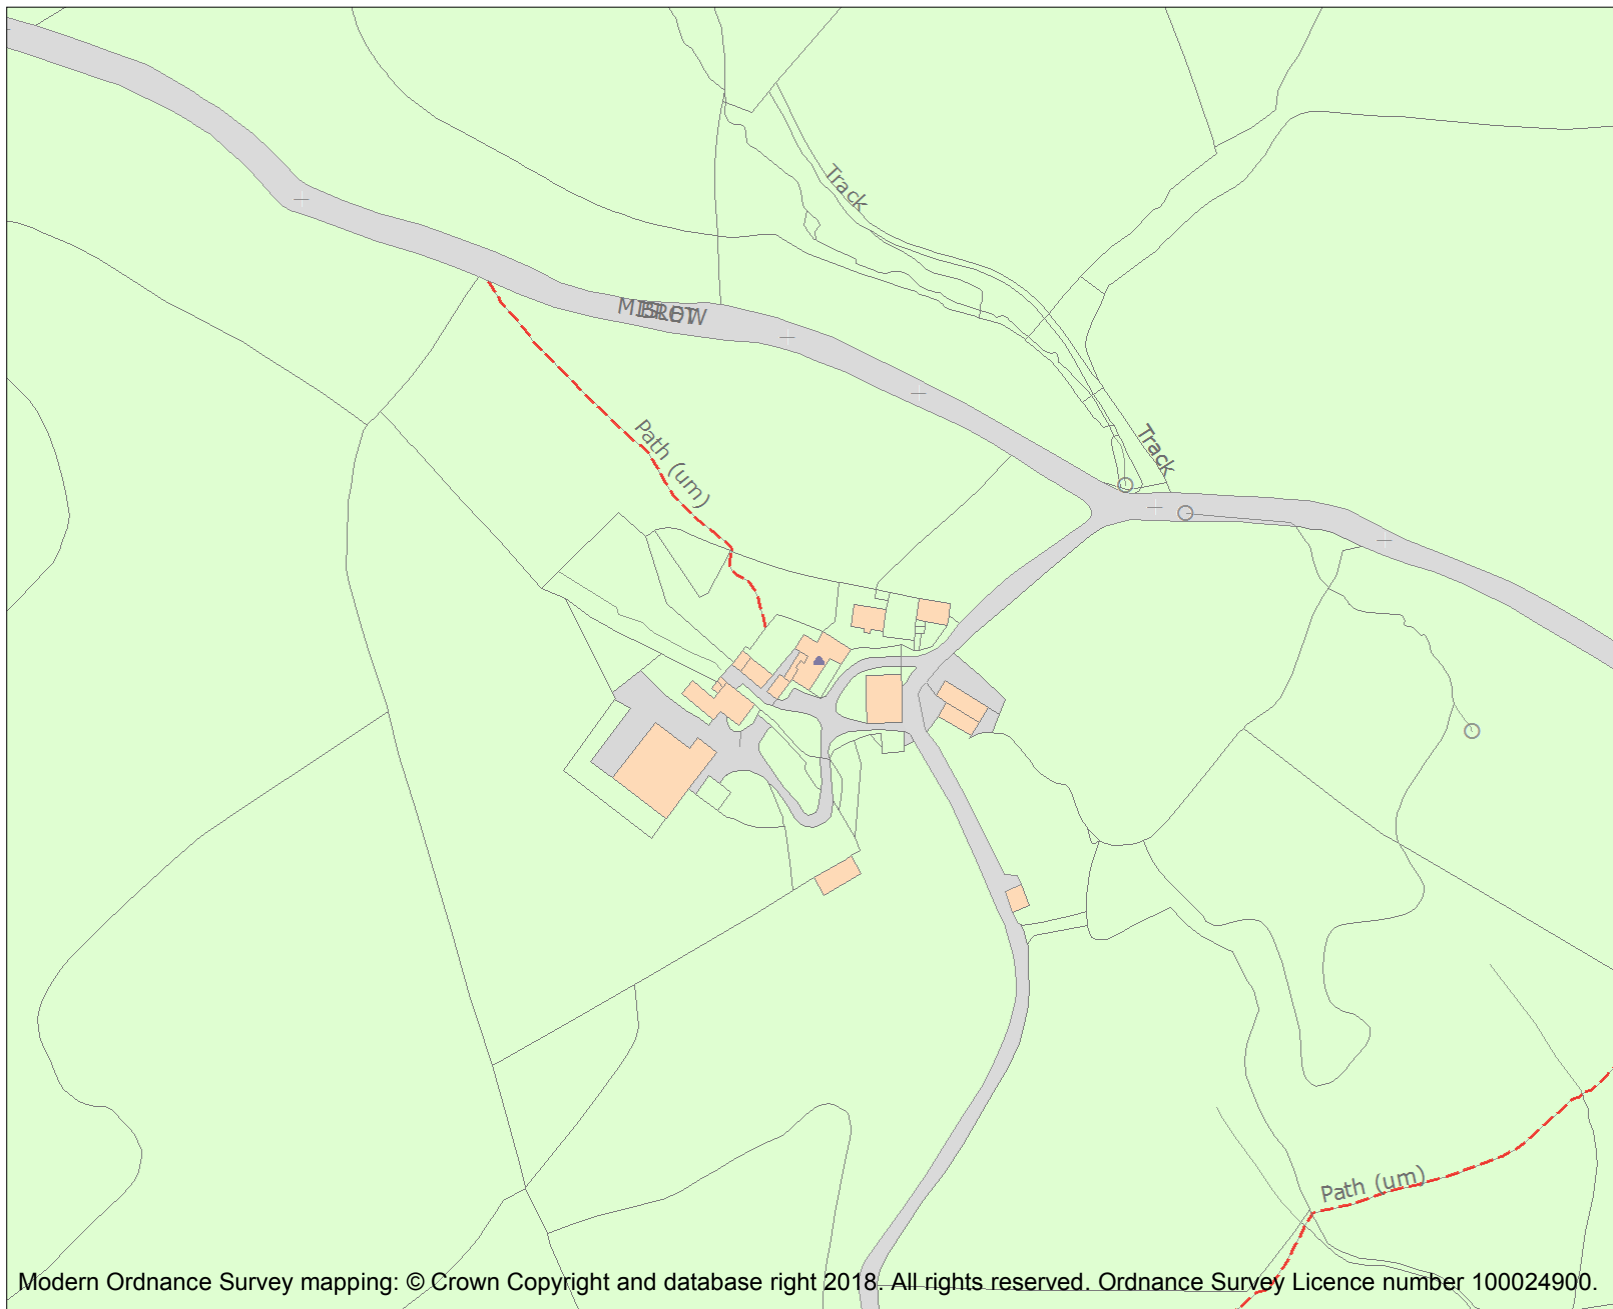 Track
Track
Path (um)
Path (um)
Modern Ordnance Survey mapping: © Crown Copyright and database right 2018. All rights reserved. Ordnance Survey Licence number 100024900.